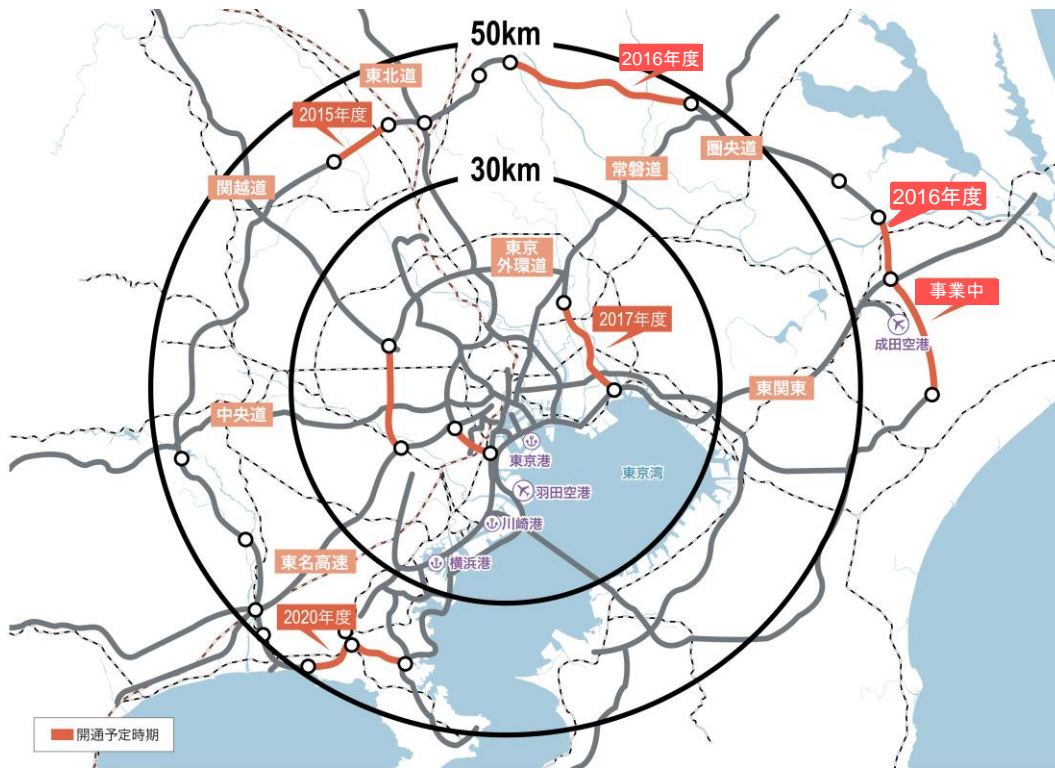 50km
2016年度
東北道
2015年度
圏央道
常磐道
30km
関越道
2016年度
東京
外環道
事業中
2017年度
成田空港
東関東
中央道
東京港
東京湾
羽田空港
川崎港
東名高速
横浜港
2020年度
開通予定時期